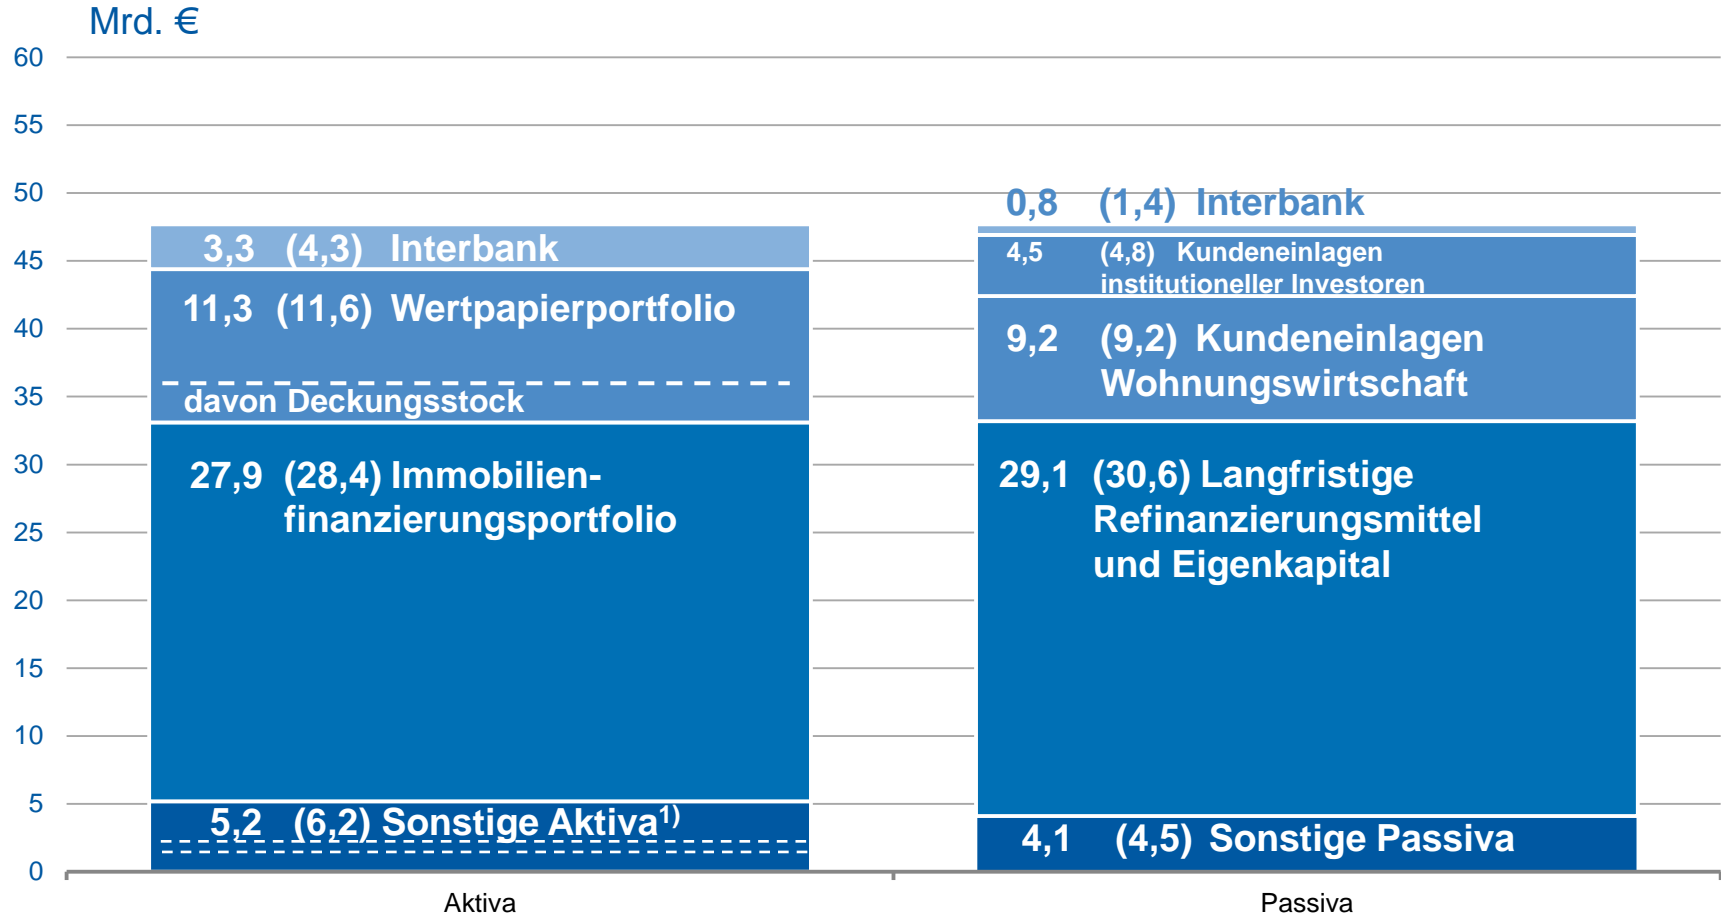 Mrd. €
60
55
50
45
40
35
30
25
20
15
10
5
0
3,3 (4,3) Interbank
11,3 (11,6) Wertpapierportfolio
davon Deckungsstock
27,9 (28,4) Immobilien-
finanzierungsportfolio
5,2 (6,2) Sonstige Aktiva¹⁾
Aktiva
0,8 (1,4) Interbank
4,5 (4,8) Kundeneinlagen
institutioneller Investoren
9,2 (9,2) Kundeneinlagen
Wohnungswirtschaft
29,1 (30,6) Langfristige
Refinanzierungsmittel
und Eigenkapital
4,1 (4,5) Sonstige Passiva
Passiva